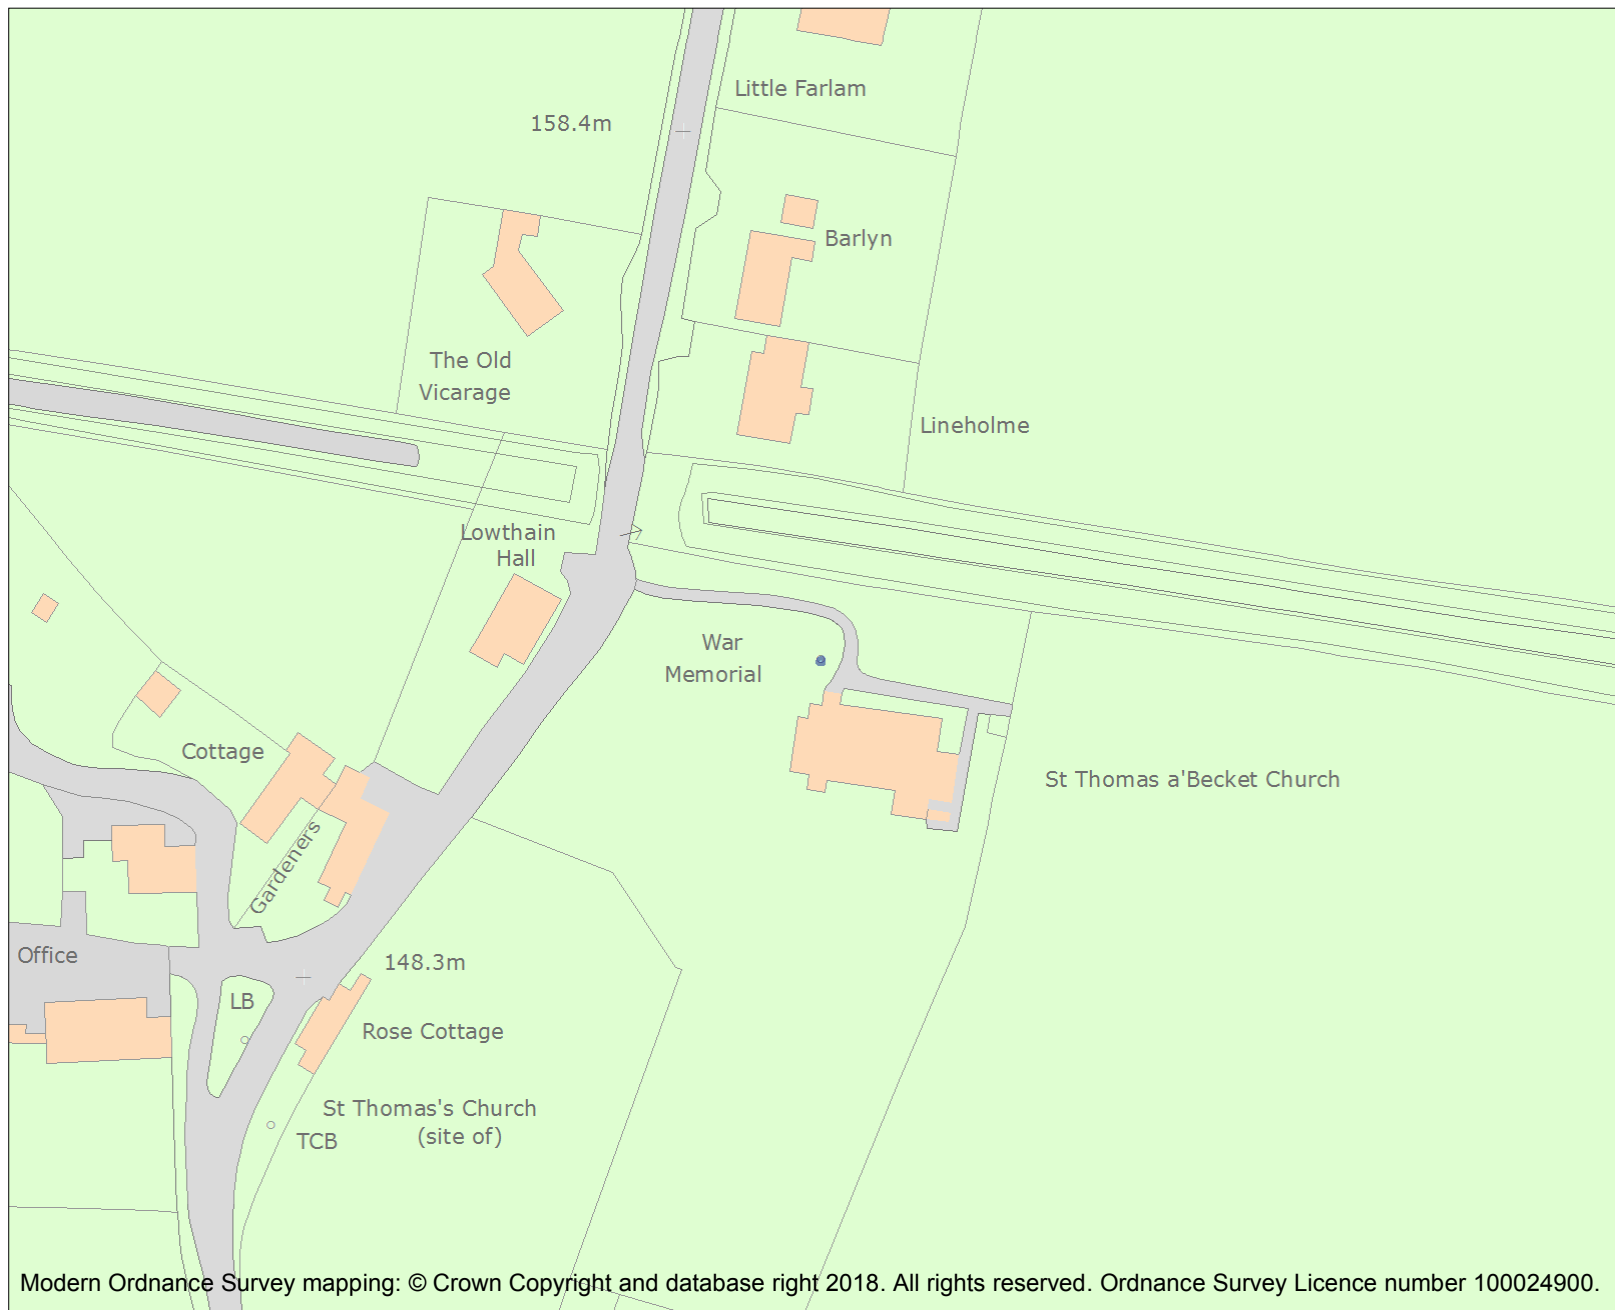 Little Farlam
158.4m
Barlyn
The Old
Vicarage
Lineholme
Lowthain
Hall
War
Memorial
Cottage
St Thomas a'Becket Church
Gardeners
Office
148.3m
LB
Rose Cottage
St Thomas's Church
(site of)
TCB
Modern Ordnance Survey mapping: © Crown Copyright and database right 2018. All rights reserved. Ordnance Survey Licence number 100024900.